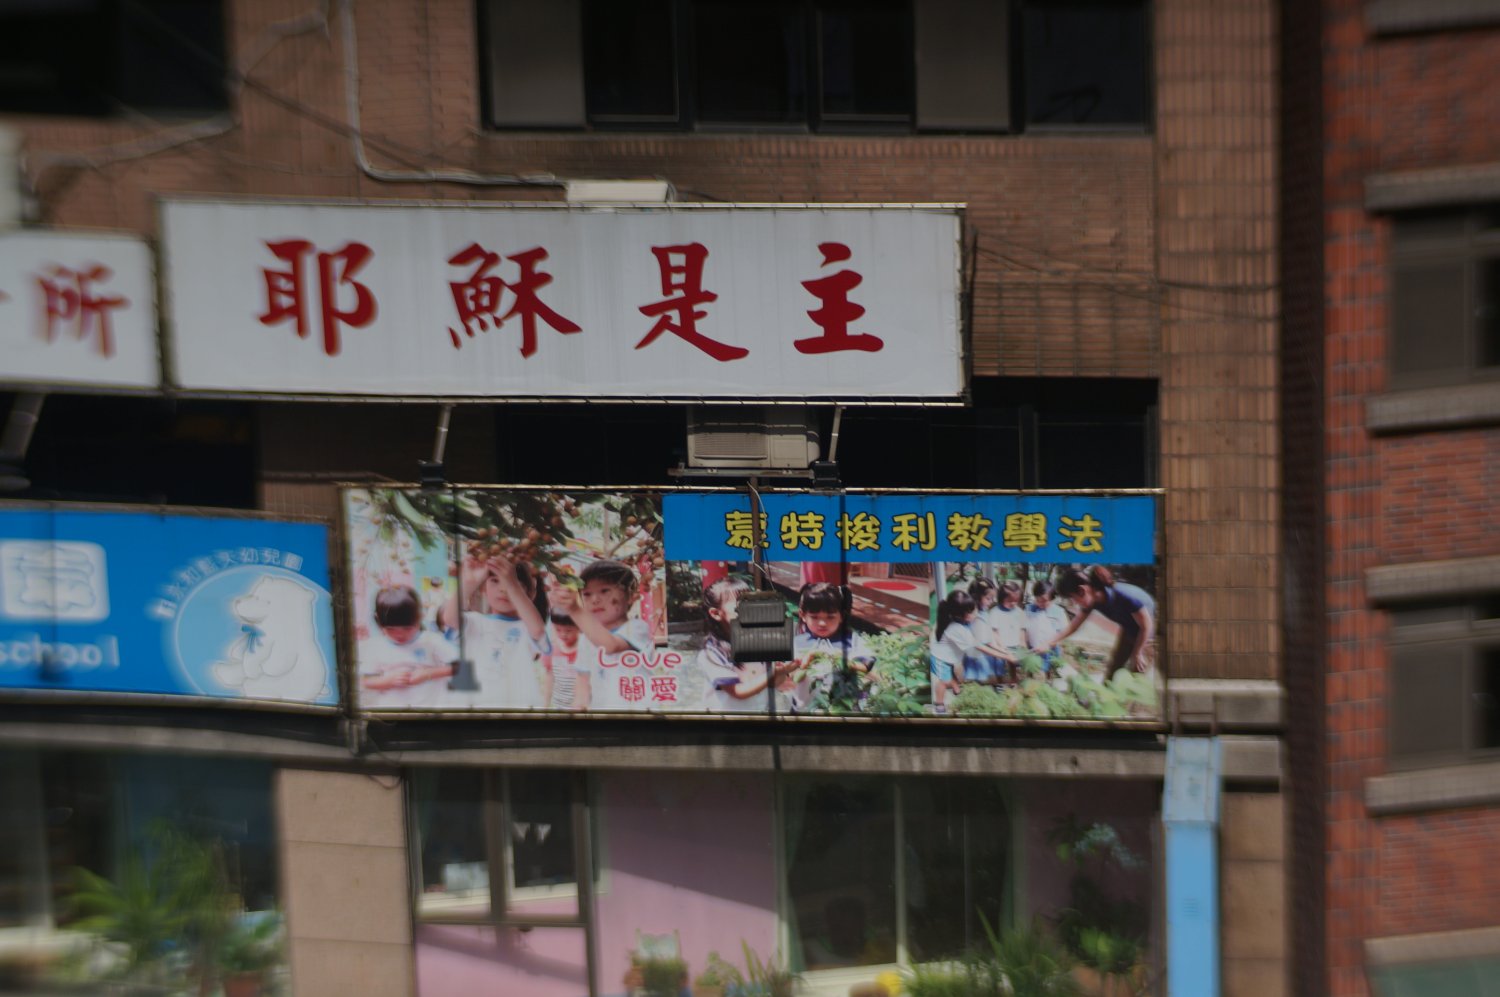 所
耶穌是主
蒙特梭利教學法
Love
關愛
school